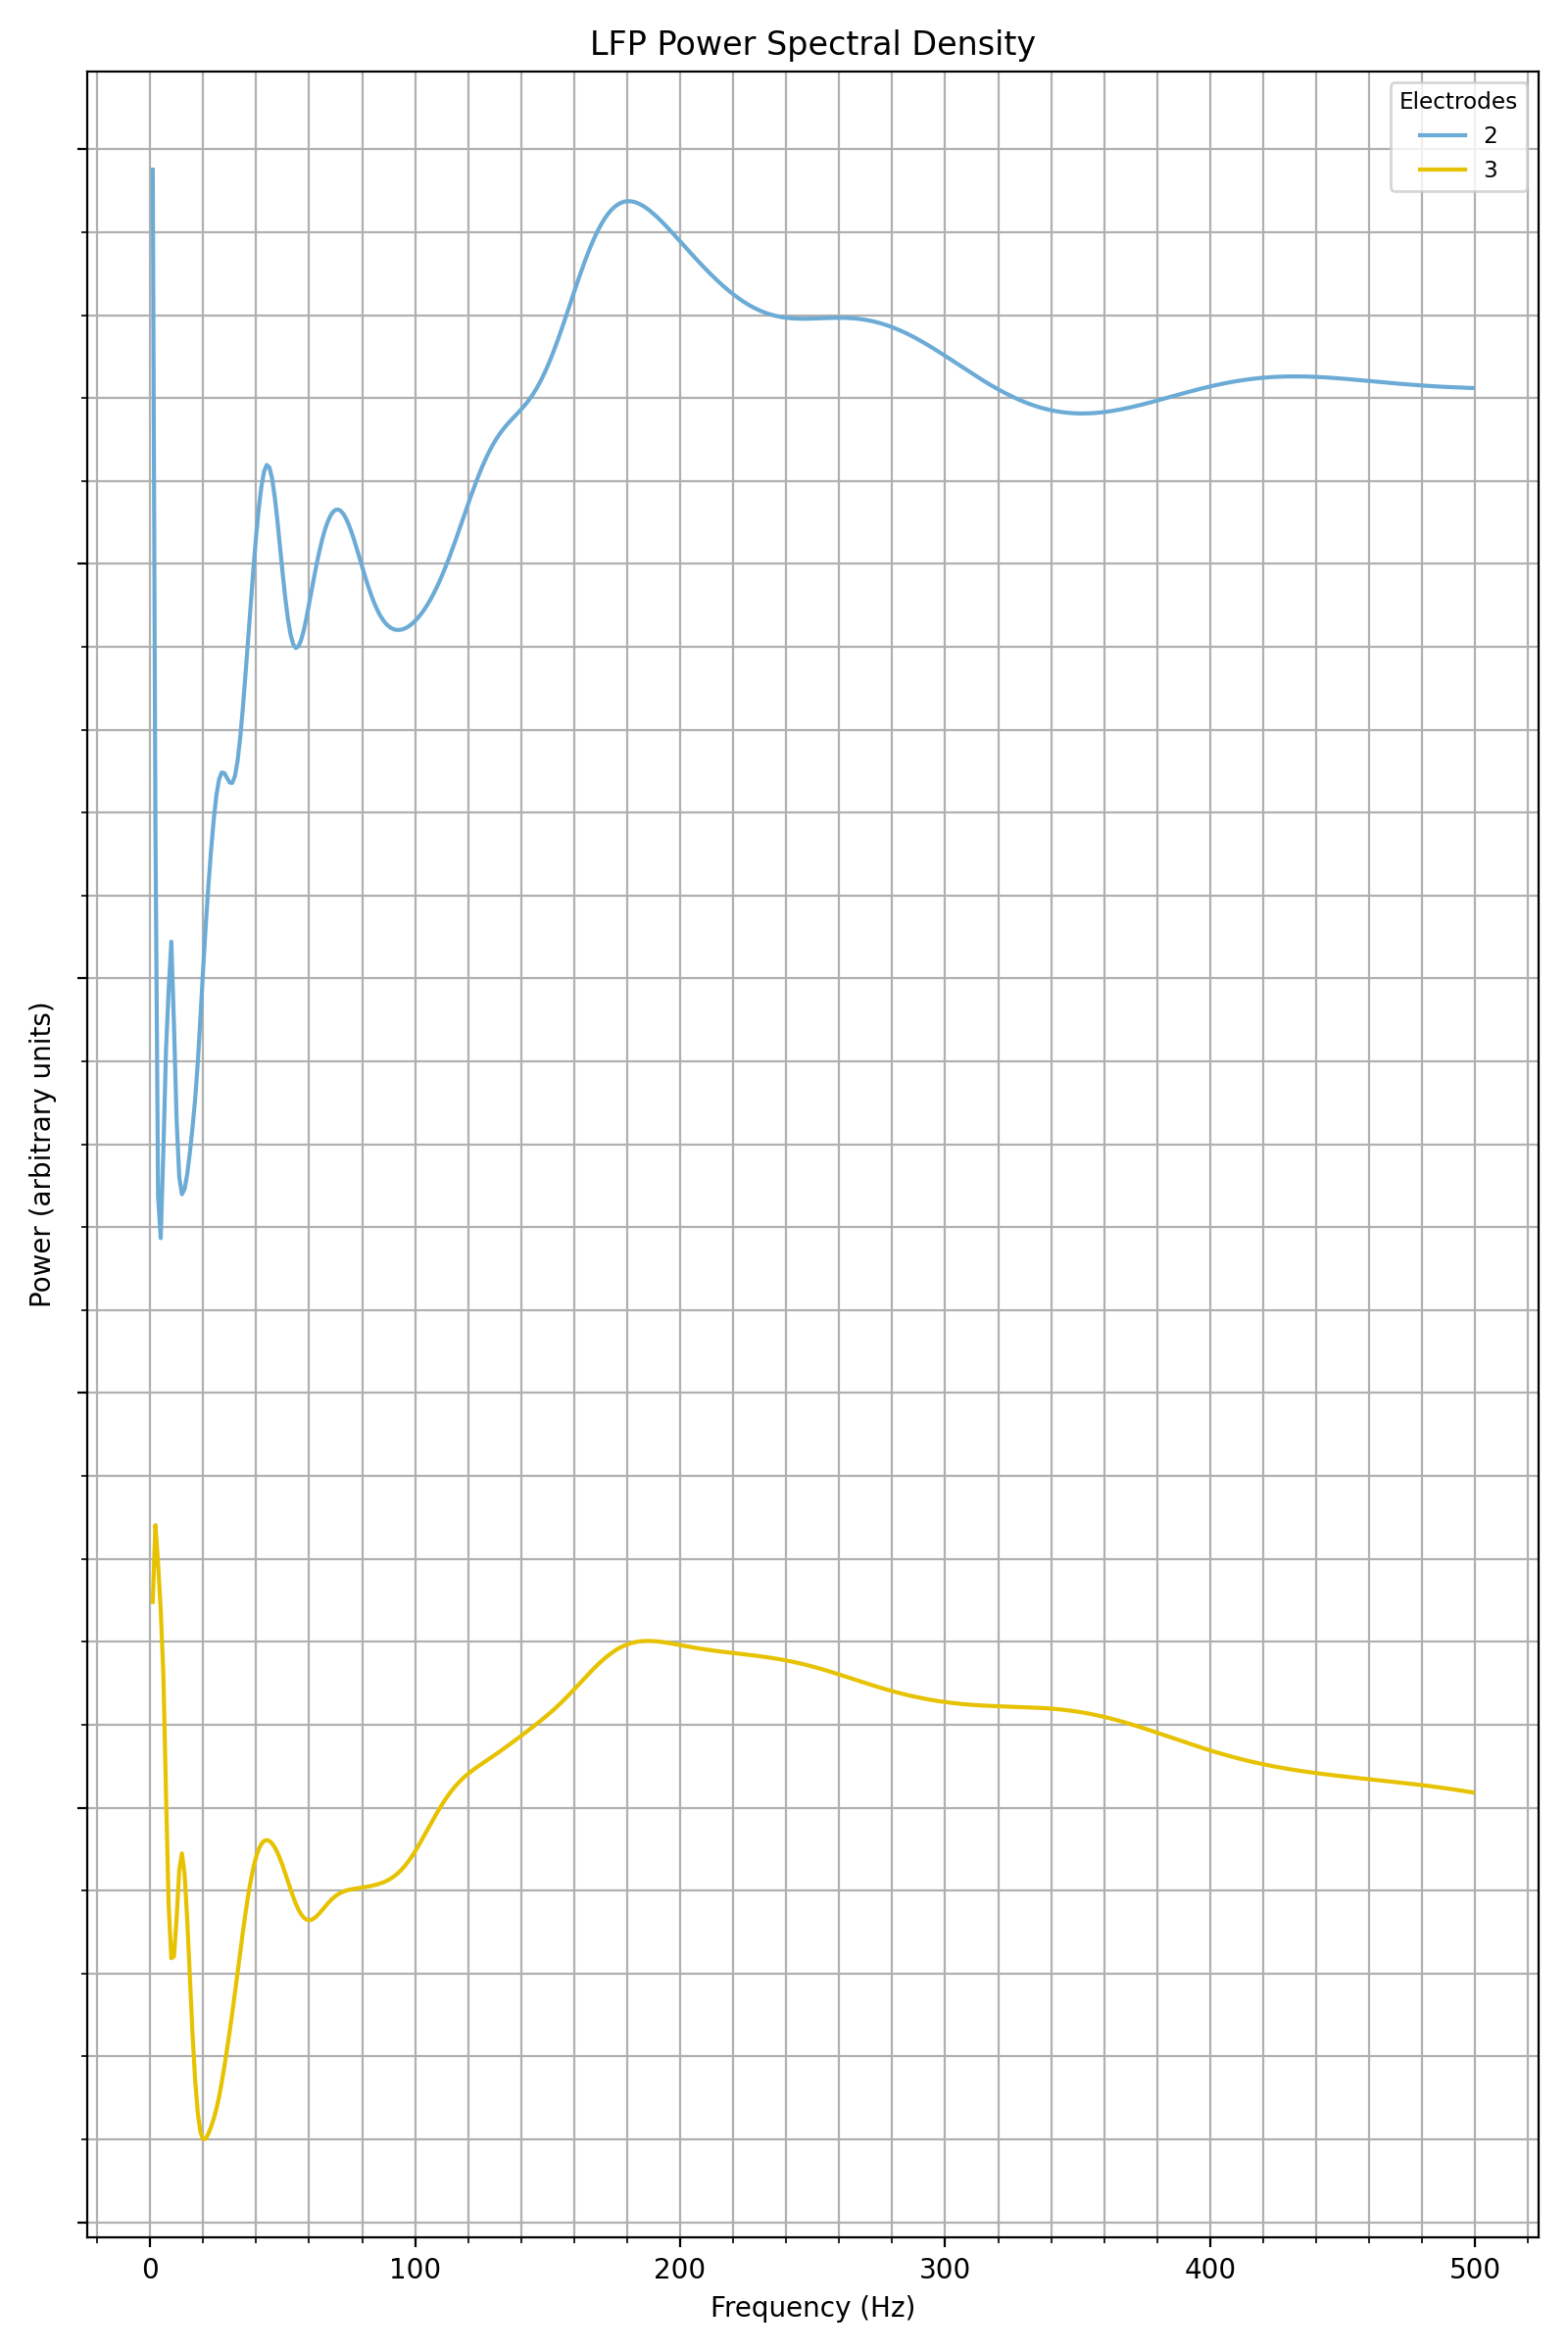 LFP Power Spectral Density
Electrodes
2
3
Power (arbitrary units)
0 100 200 300 400 500
Frequency (Hz)